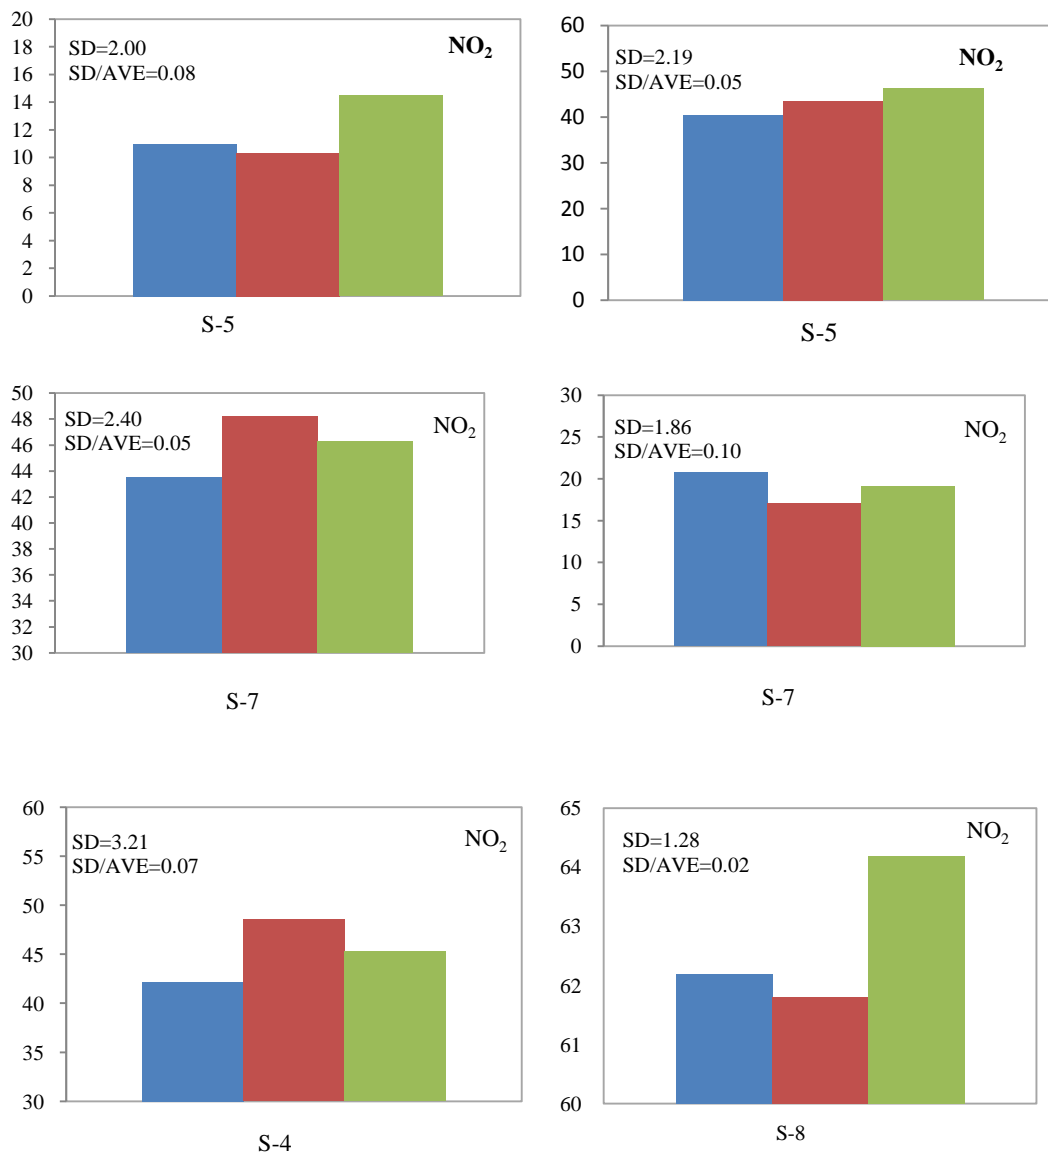 20
18
16
14
12
10
8
6
4
2
0
SD=2.00
SD/AVE=0.08
NO₂
S-5
60
50
40
30
20
10
0
SD=2.19
SD/AVE=0.05
NO₂
S-5
50
48
46
44
42
40
38
36
34
32
30
SD=2.40
SD/AVE=0.05
NO₂
S-7
30
25
20
15
10
5
0
SD=1.86
SD/AVE=0.10
NO₂
S-7
60
55
50
45
40
35
30
SD=3.21
SD/AVE=0.07
NO₂
S-4
65
64
63
62
61
60
SD=1.28
SD/AVE=0.02
NO₂
S-8